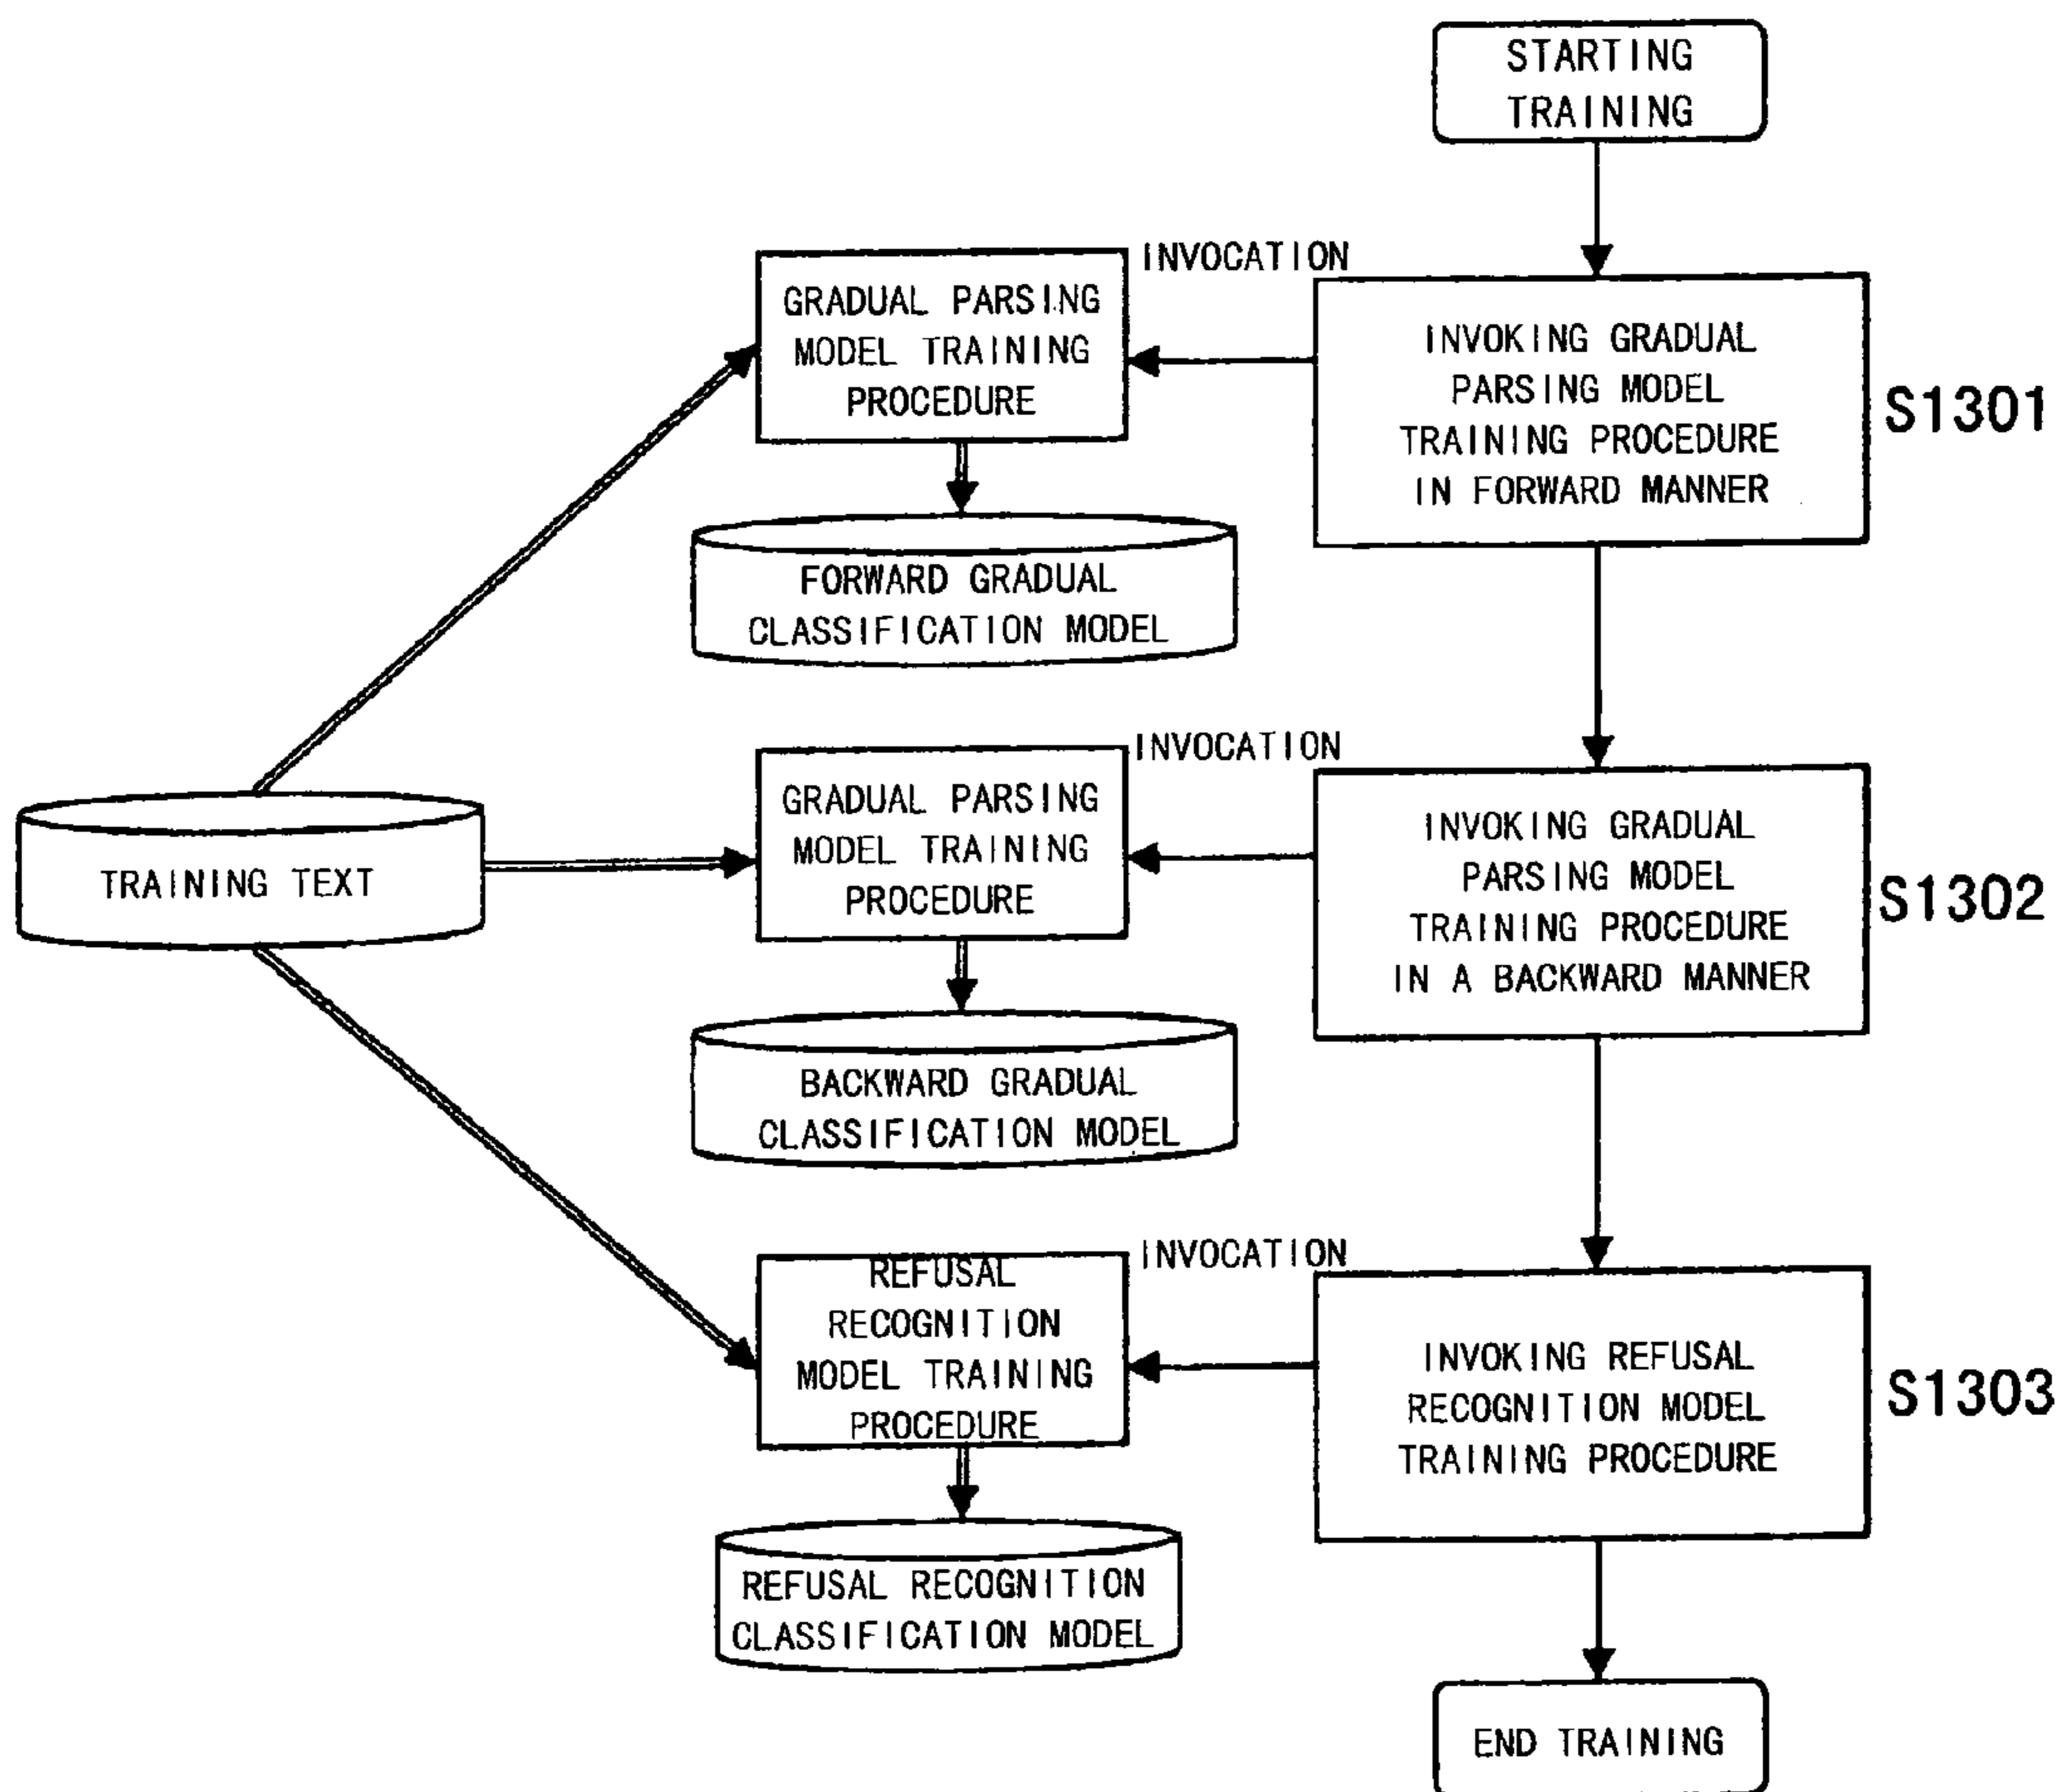 STARTING
TRAINING
INVOCATION
GRADUAL PARSING
MODEL TRAINING
PROCEDURE
INVOKING GRADUAL
PARSING MODEL
TRAINING PROCEDURE
IN FORWARD MANNER
S1301
FORWARD GRADUAL
CLASSIFICATION MODEL
TRAINING TEXT
INVOCATION
GRADUAL PARSING
MODEL TRAINING
PROCEDURE
INVOKING GRADUAL
PARSING MODEL
TRAINING PROCEDURE
IN A BACKWARD MANNER
S1302
BACKWARD GRADUAL
CLASSIFICATION MODEL
INVOCATION
REFUSAL
RECOGNITION
MODEL TRAINING
PROCEDURE
INVOKING REFUSAL
RECOGNITION MODEL
TRAINING PROCEDURE
S1303
REFUSAL RECOGNITION
CLASSIFICATION MODEL
END TRAINING